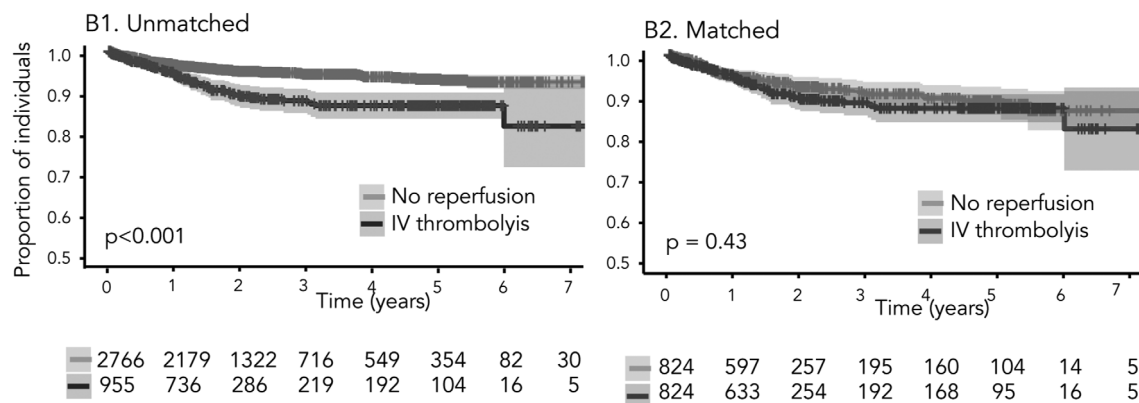 B1. Unmatched
Proportion of individuals
1.0
0.9
0.8
0.7
0.6
0.5
No reperfusion
IV thrombolyis
p<0.001
0 1 2 3 4 5 6 7
Time (years)
2766 2179 1322 716 549 354 82 30
955 736 286 219 192 104 16 5
B2. Matched
1.0
0.9
0.8
0.7
0.6
0.5
No reperfusion
IV thrombolyis
p = 0.43
0 1 2 3 4 5 6 7
Time (years)
824 597 257 195 160 104 14 5
824 633 254 192 168 95 16 5